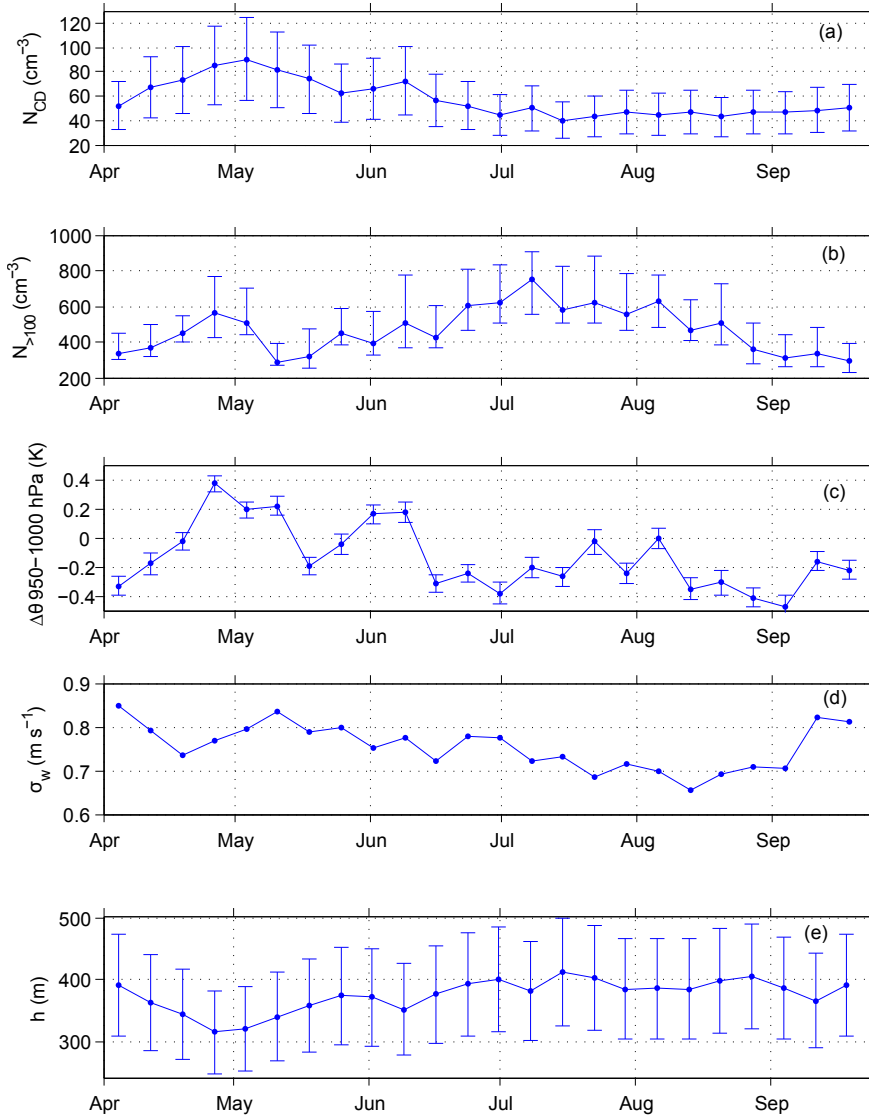 120
(a)
100
80
60
40
20
N_CD (cm⁻³)
Apr May Jun Jul Aug Sep
1000
(b)
800
600
400
200
N_>100 (cm⁻³)
Apr May Jun Jul Aug Sep
0.4
(c)
0.2
0
−0.2
−0.4
Δθ 950−1000 hPa (K)
Apr May Jun Jul Aug Sep
0.9
(d)
0.8
0.7
0.6
σ_w (m s⁻¹)
Apr May Jun Jul Aug Sep
500
(e)
400
300
h (m)
Apr May Jun Jul Aug Sep